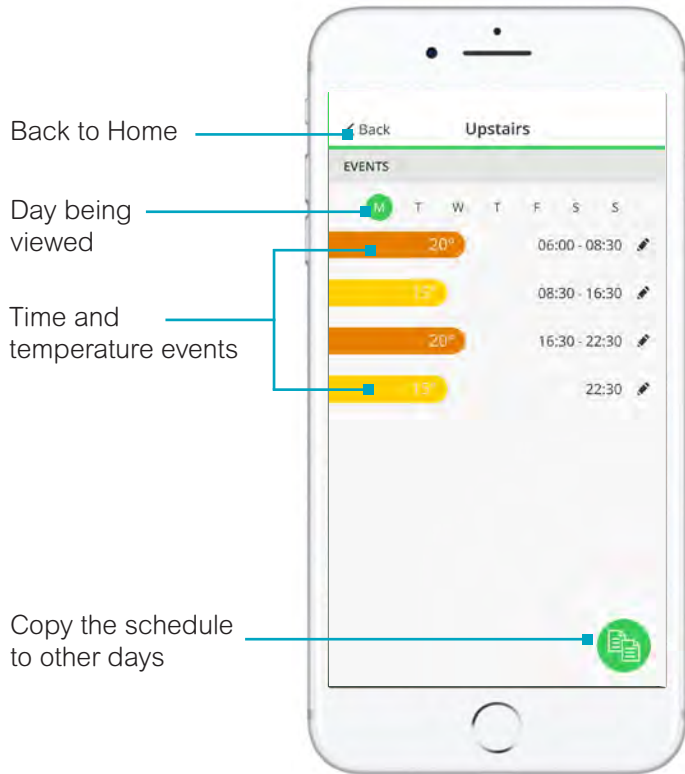 Back to Home
Back Upstairs
EVENTS
Day being
viewed
M T W T F S S
20° 06:00 - 08:30
15° 08:30 - 16:30
Time and
temperature events
20° 16:30 - 22:30
15° 22:30
Copy the schedule
to other days